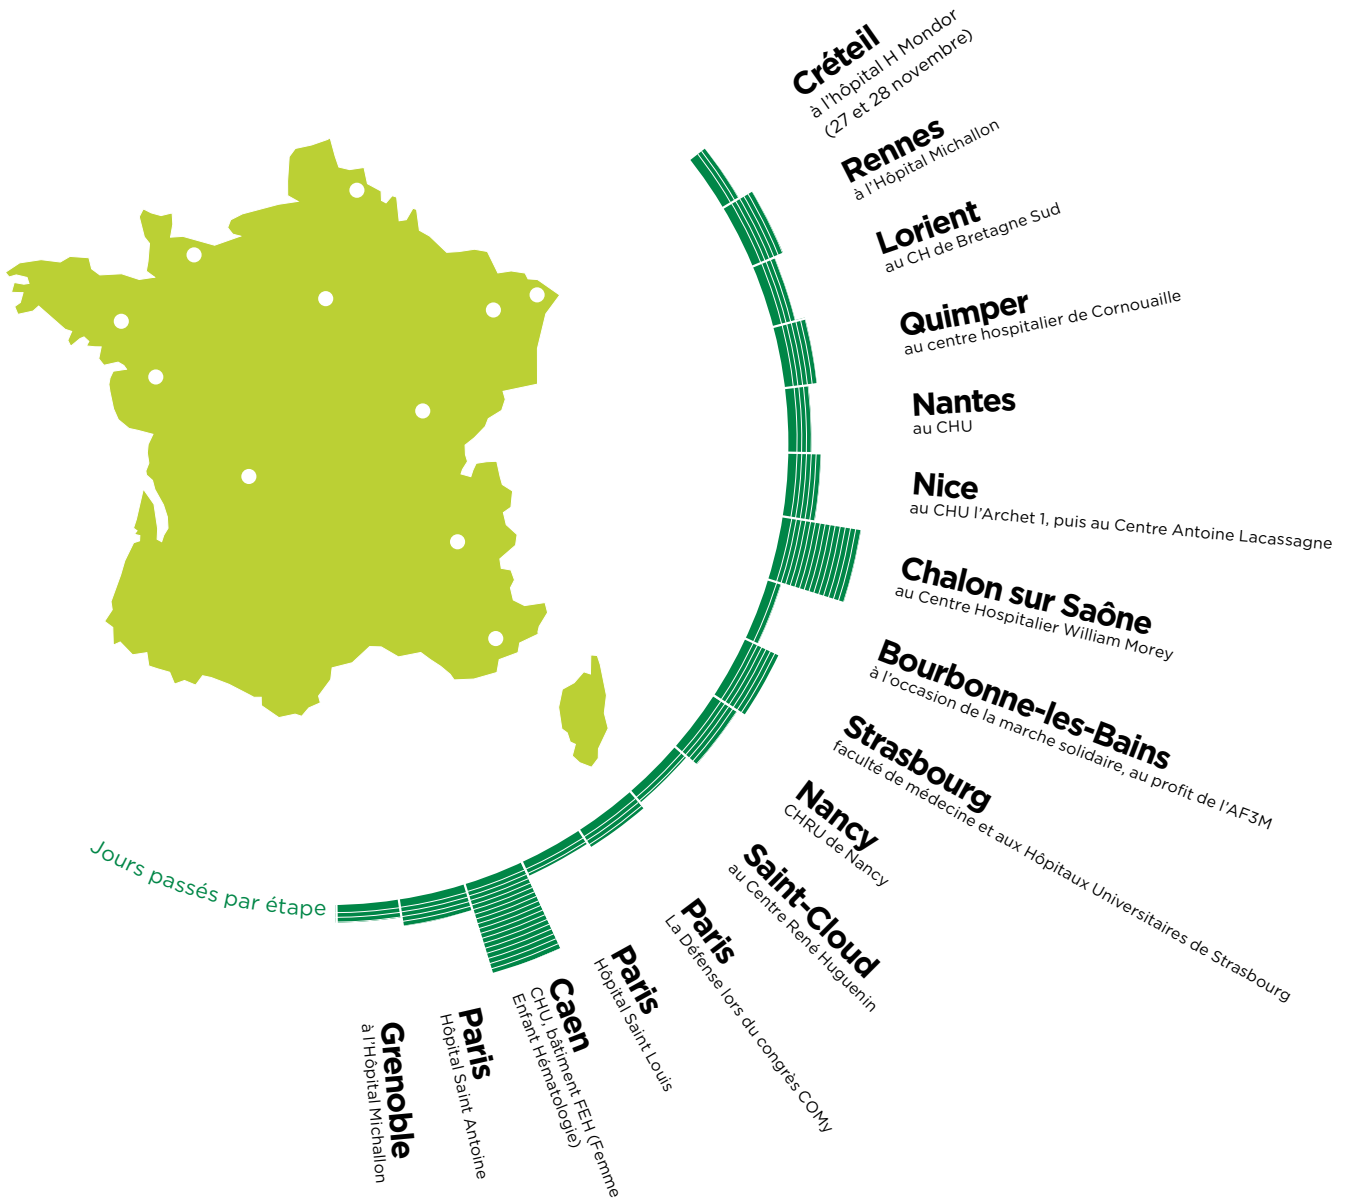 Créteil
à l'hôpital H Mondor
(27 et 28 novembre)
Rennes
à l'Hôpital Michallon
Lorient
au CH de Bretagne Sud
Quimper
au centre hospitalier de Cornouaille
Nantes
au CHU
Nice
au CHU l'Archet 1, puis au Centre Antoine Lacassagne
Chalon sur Saône
au Centre Hospitalier William Morey
Bourbonne-les-Bains
à l'occasion de la marche solidaire, au profit de l'AF3M
Strasbourg
faculté de médecine et aux Hôpitaux Universitaires de Strasbourg
Nancy
CHRU de Nancy
Saint-Cloud
au Centre René Huguenin
Paris
La Défense lors du congrès COMy
Paris
Hôpital Saint Louis
Caen
CHU, bâtiment FEH (Femme
Enfant Hématologie)
Paris
Hôpital Saint Antoine
Grenoble
à l'Hôpital Michallon
Jours passés par étape